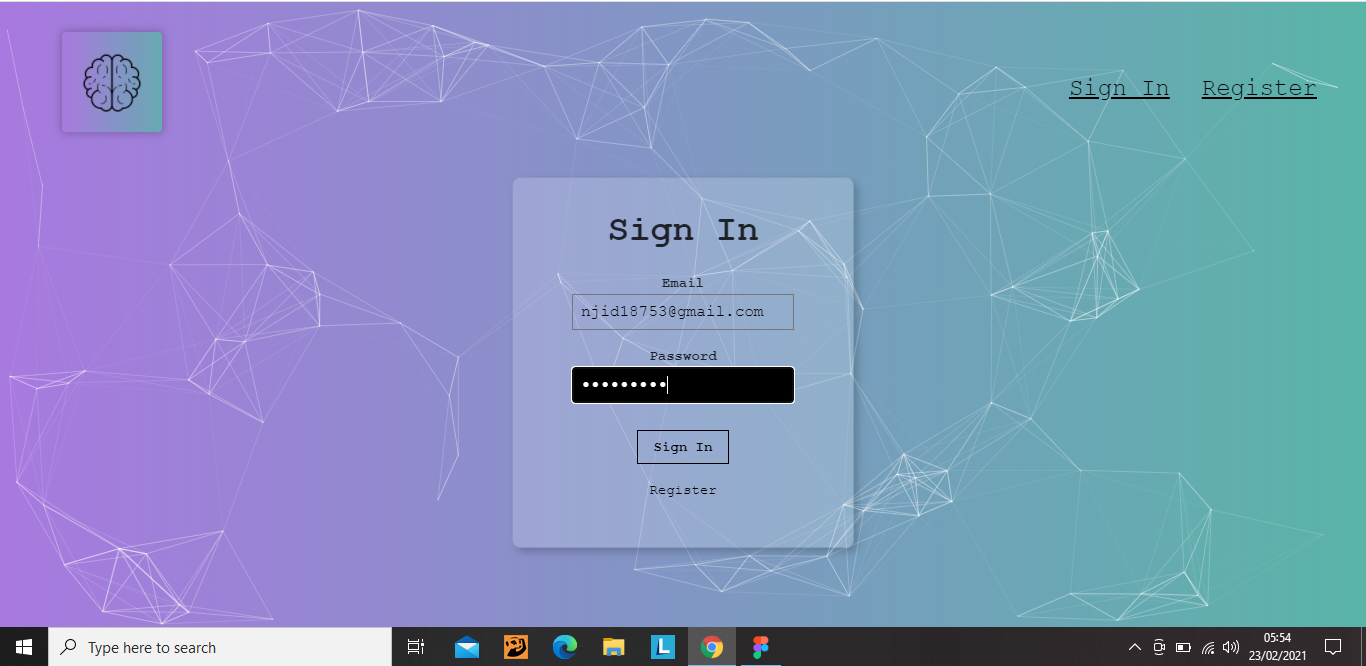 Sign In Register
Sign In
Email
njid18753@gmail.com
Password
•••••••••
Sign In
Register
Type here to search
L
05:54
23/02/2021